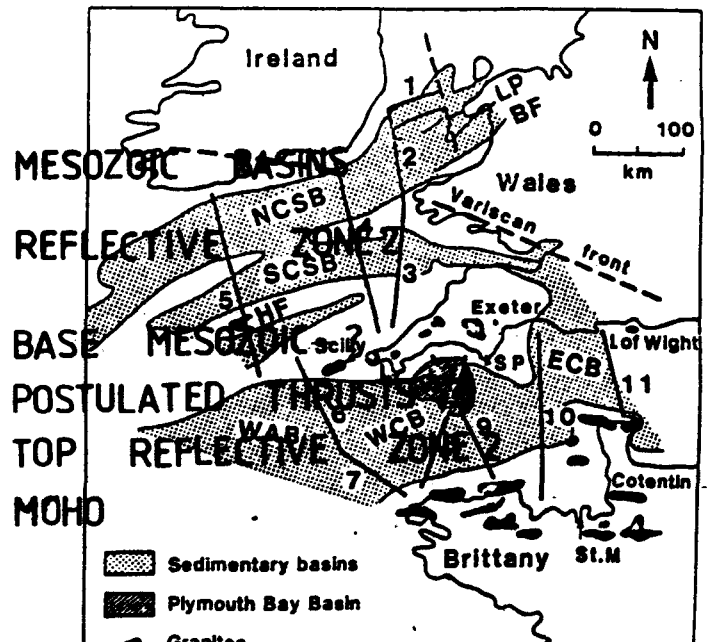 Ireland
N
1
LP
BF
0 100
km
MESOZOIC BASINS
2
Wales
NCSB
Variscan
front
4
REFLECTIVE ZONE 2
SCSB
3
5
HF
Exeter
BASE MESOZOIC
Scilly
I.of Wight
SP
ECB
11
POSTULATED THRUSTS
6
WCB
9
10
WAB
TOP REFLECTIVE ZONE 2
7
Cotentin
MOHO
Brittany
St.M
Sedimentary basins
Plymouth Bay Basin
Granites